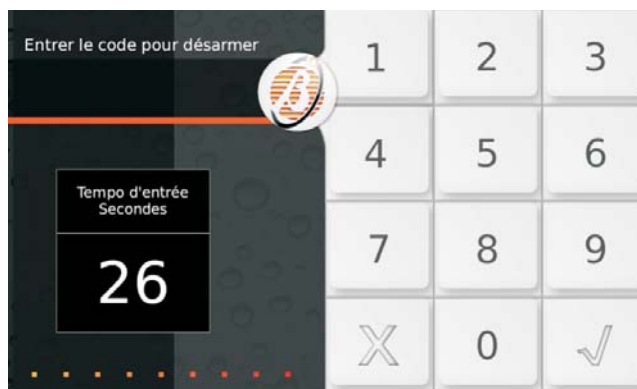 Entrer le code pour désarmer
B
Tempo d'entrée
Secondes
26
1 2 3
4 5 6
7 8 9
X 0 √